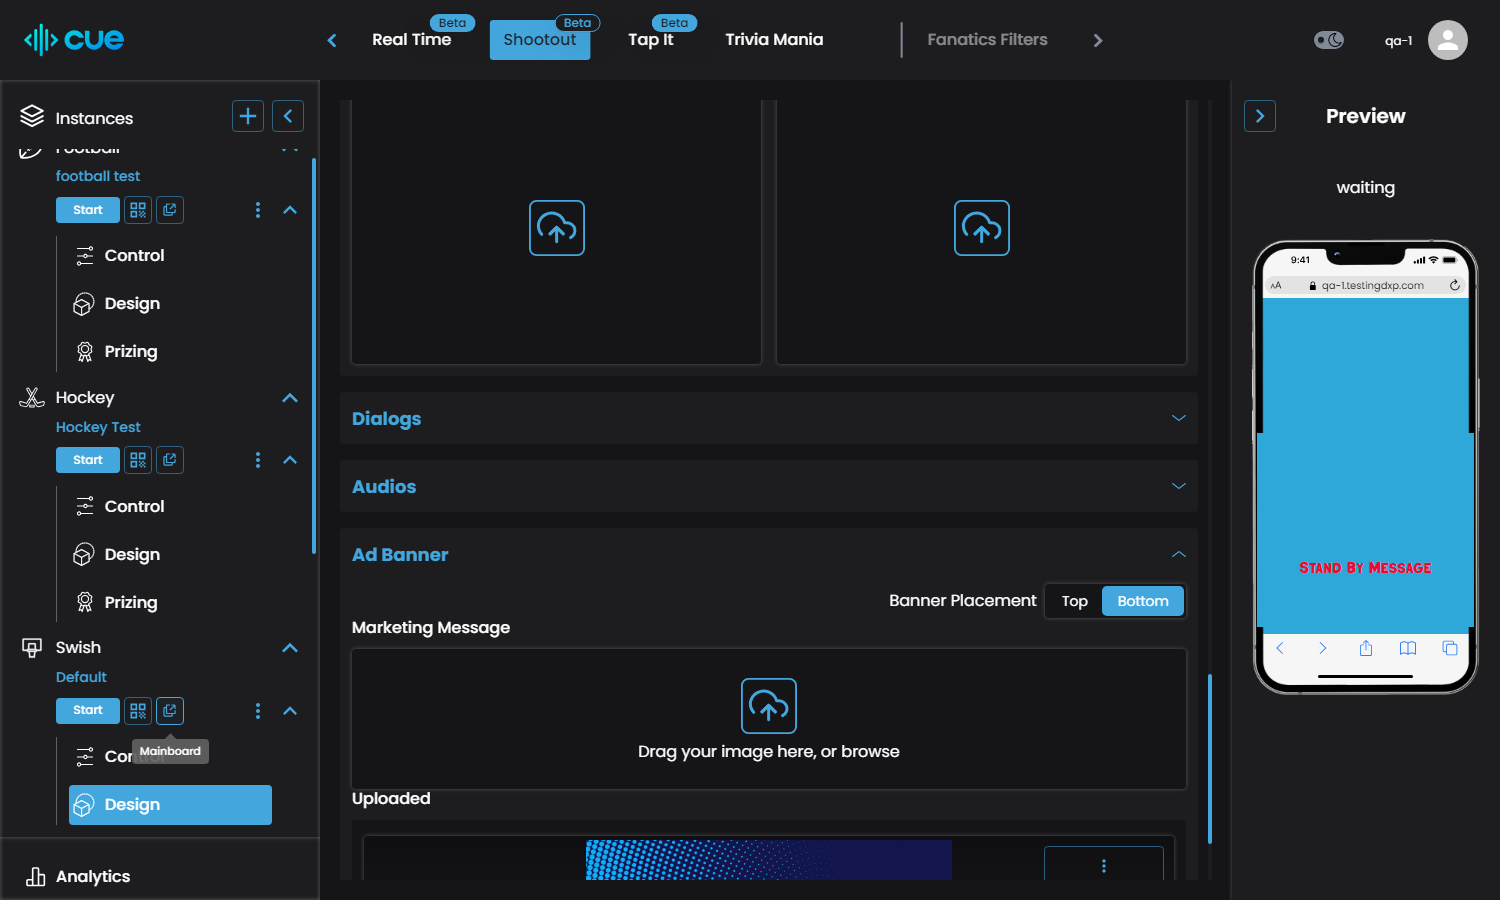 cue
Real Time
Beta
Shootout
Beta
Tap It
Beta
Trivia Mania
Fanatics Filters
qa-1
Instances
Football
football test
Start
Control
Design
Prizing
Hockey
Hockey Test
Start
Control
Design
Prizing
Swish
Default
Start
Mainboard
Control
Design
Analytics
Dialogs
Audios
Ad Banner
Banner Placement
Top
Bottom
Marketing Message
Drag your image here, or browse
Uploaded
Preview
waiting
9:41
AA
qa-1.testingdxp.com
Stand By Message